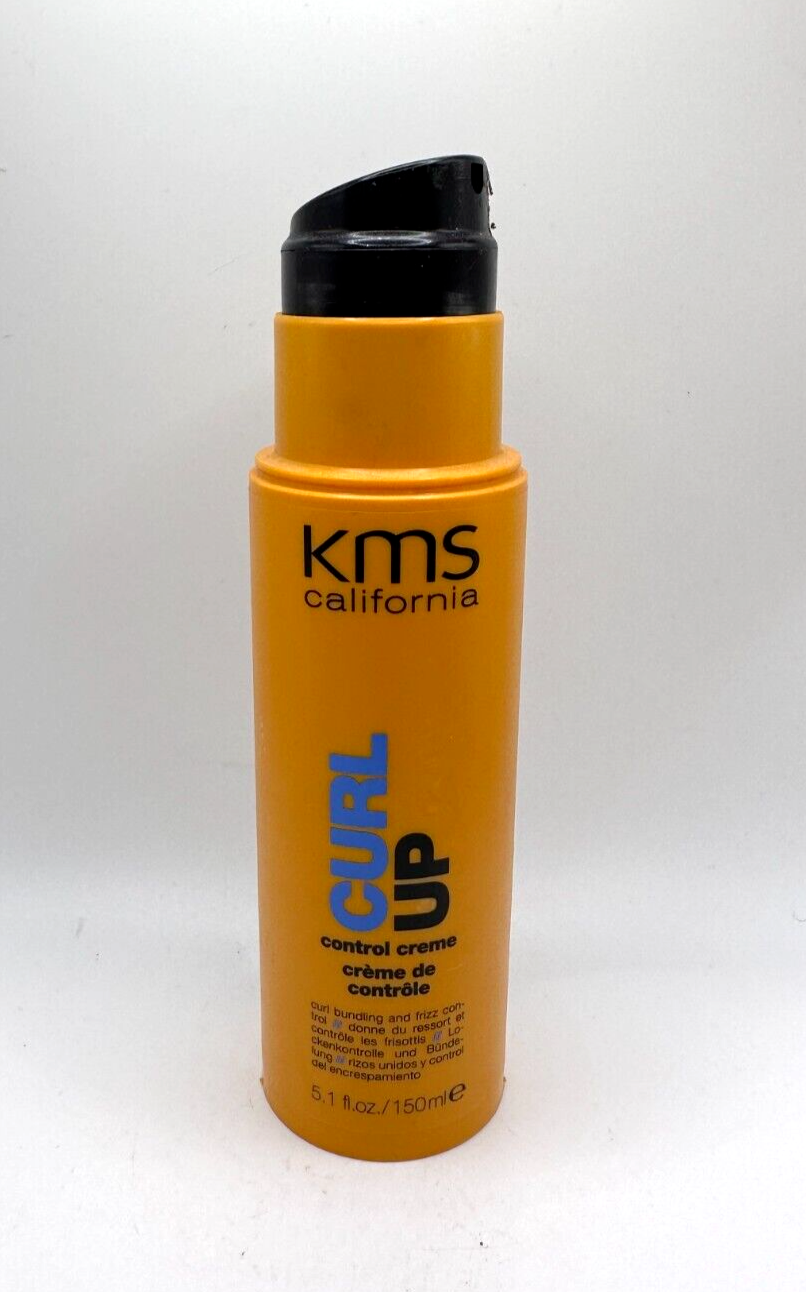 kms
california
CURL
UP
control creme
crème de
contrôle
curl bundling and frizz con-
trol // donne du ressort et
contrôle les frisottis // Lo-
ckenkontrolle und Bünde-
lung // rizos unidos y control
del encrespamiento
5.1 fl.oz./150ml℮